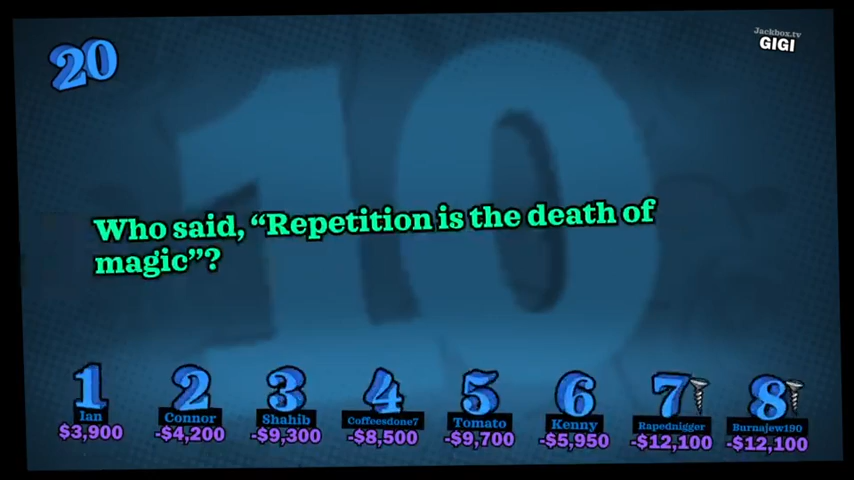 20
Jackbox.tv
GIGI
Who said, “Repetition is the death of
magic”?
1 2 3 4 5 6 7 8
Ian Connor Shahib Coffeesdone7 Tomato Kenny Rapednigger Burnajew190
$3,900 -$4,200 -$9,300 -$8,500 -$9,700 -$5,950 -$12,100 -$12,100
10